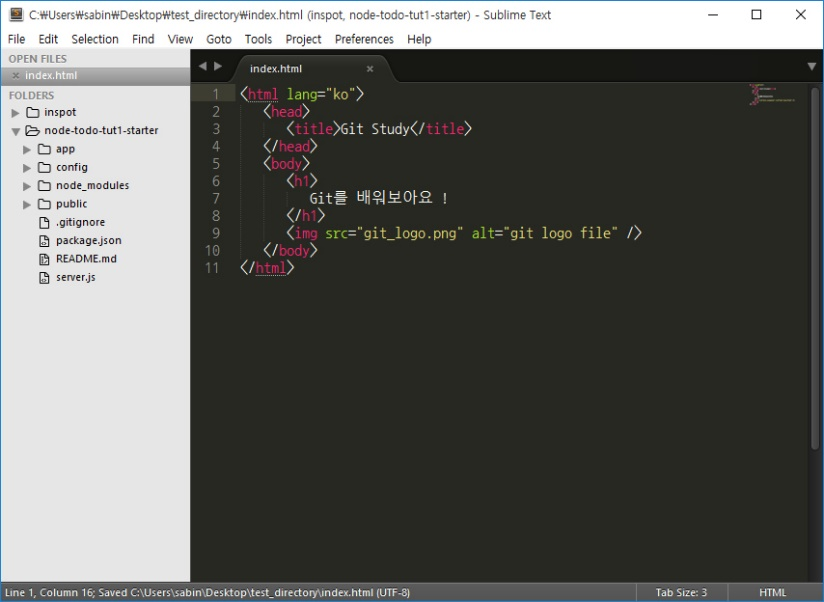 C:￦Users￦sabin￦Desktop￦test_directory￦index.html (inspot, node-todo-tut1-starter) - Sublime Text
File Edit Selection Find View Goto Tools Project Preferences Help
OPEN FILES
index.html
FOLDERS
inspot
node-todo-tut1-starter
app
config
node_modules
public
.gitignore
package.json
README.md
server.js
index.html
1 <html lang="ko">
2 <head>
3 <title>Git Study</title>
4 </head>
5 <body>
6 <h1>
7 Git를 배워보아요 !
8 </h1>
9 <img src="git_logo.png" alt="git logo file" />
10 </body>
11 </html>
Line 1, Column 16; Saved C:\Users\sabin\Desktop\test_directory\index.html (UTF-8)
Tab Size: 3
HTML